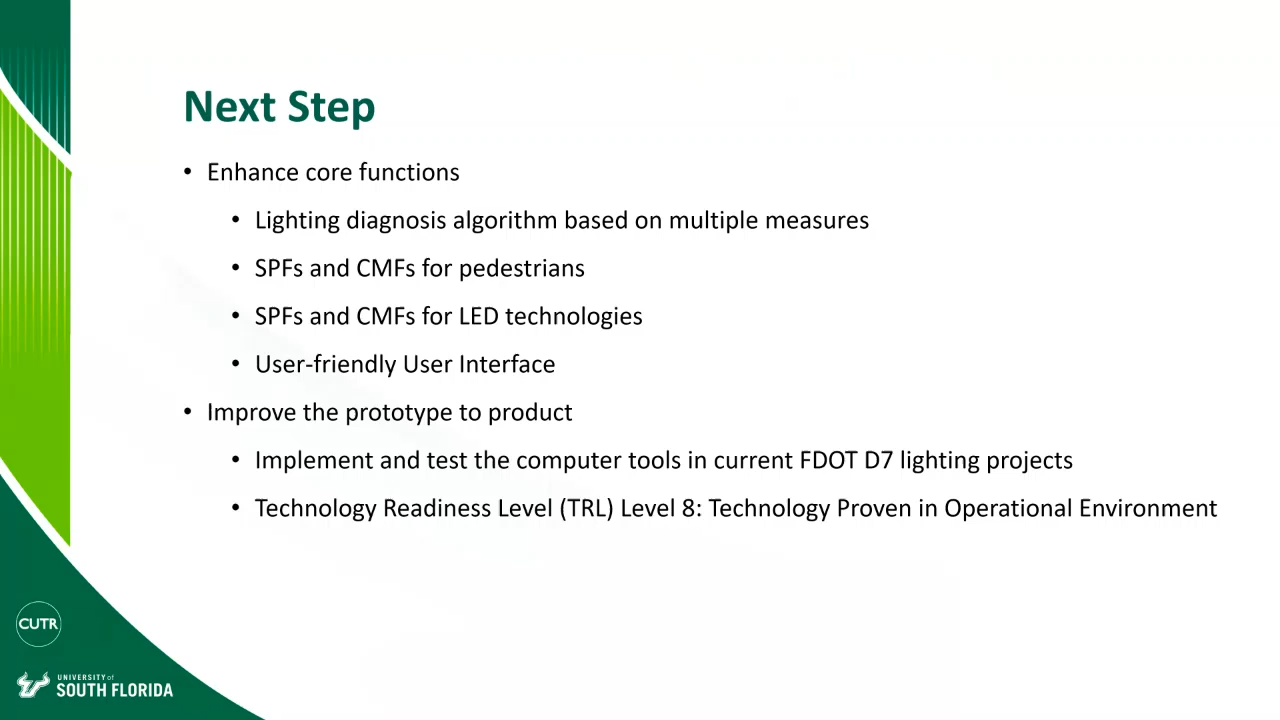 Next Step
• Enhance core functions
• Lighting diagnosis algorithm based on multiple measures
• SPFs and CMFs for pedestrians
• SPFs and CMFs for LED technologies
• User-friendly User Interface
• Improve the prototype to product
• Implement and test the computer tools in current FDOT D7 lighting projects
• Technology Readiness Level (TRL) Level 8: Technology Proven in Operational Environment
CUTR
UNIVERSITY of
SOUTH FLORIDA